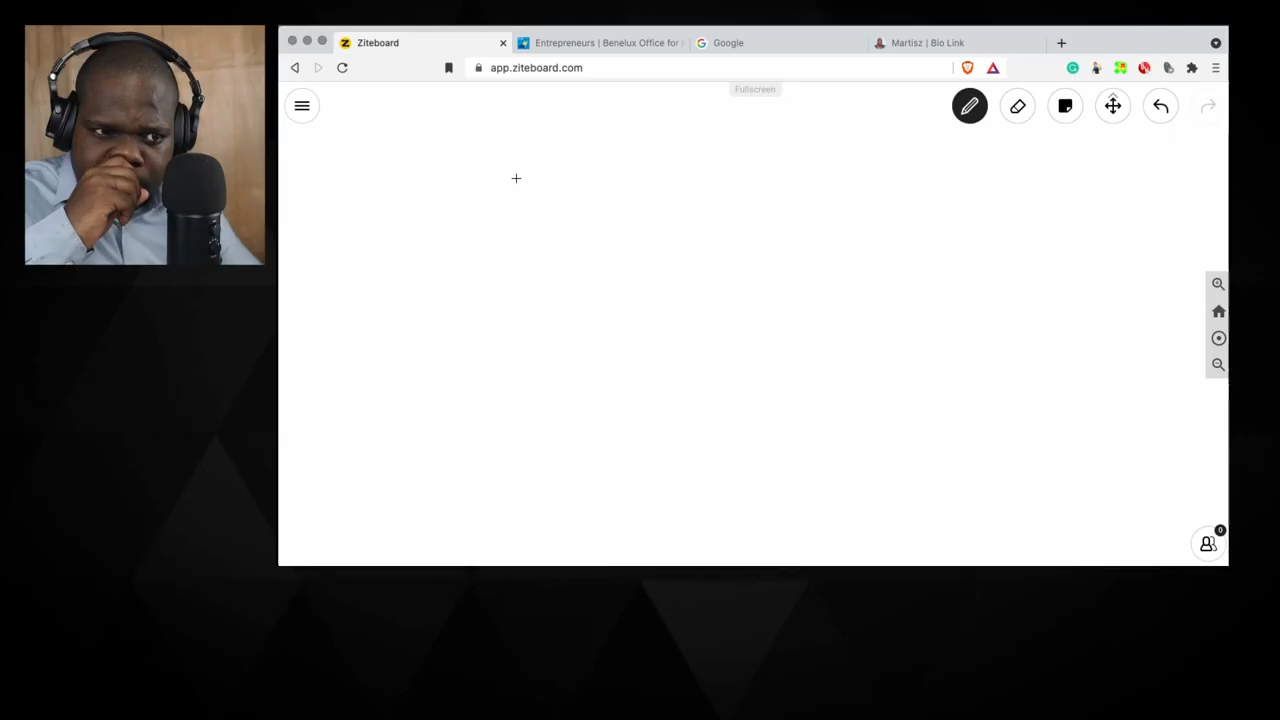 Ziteboard
Entrepreneurs | Benelux Office for
Google
Martisz | Bio Link
app.ziteboard.com
Fullscreen
0